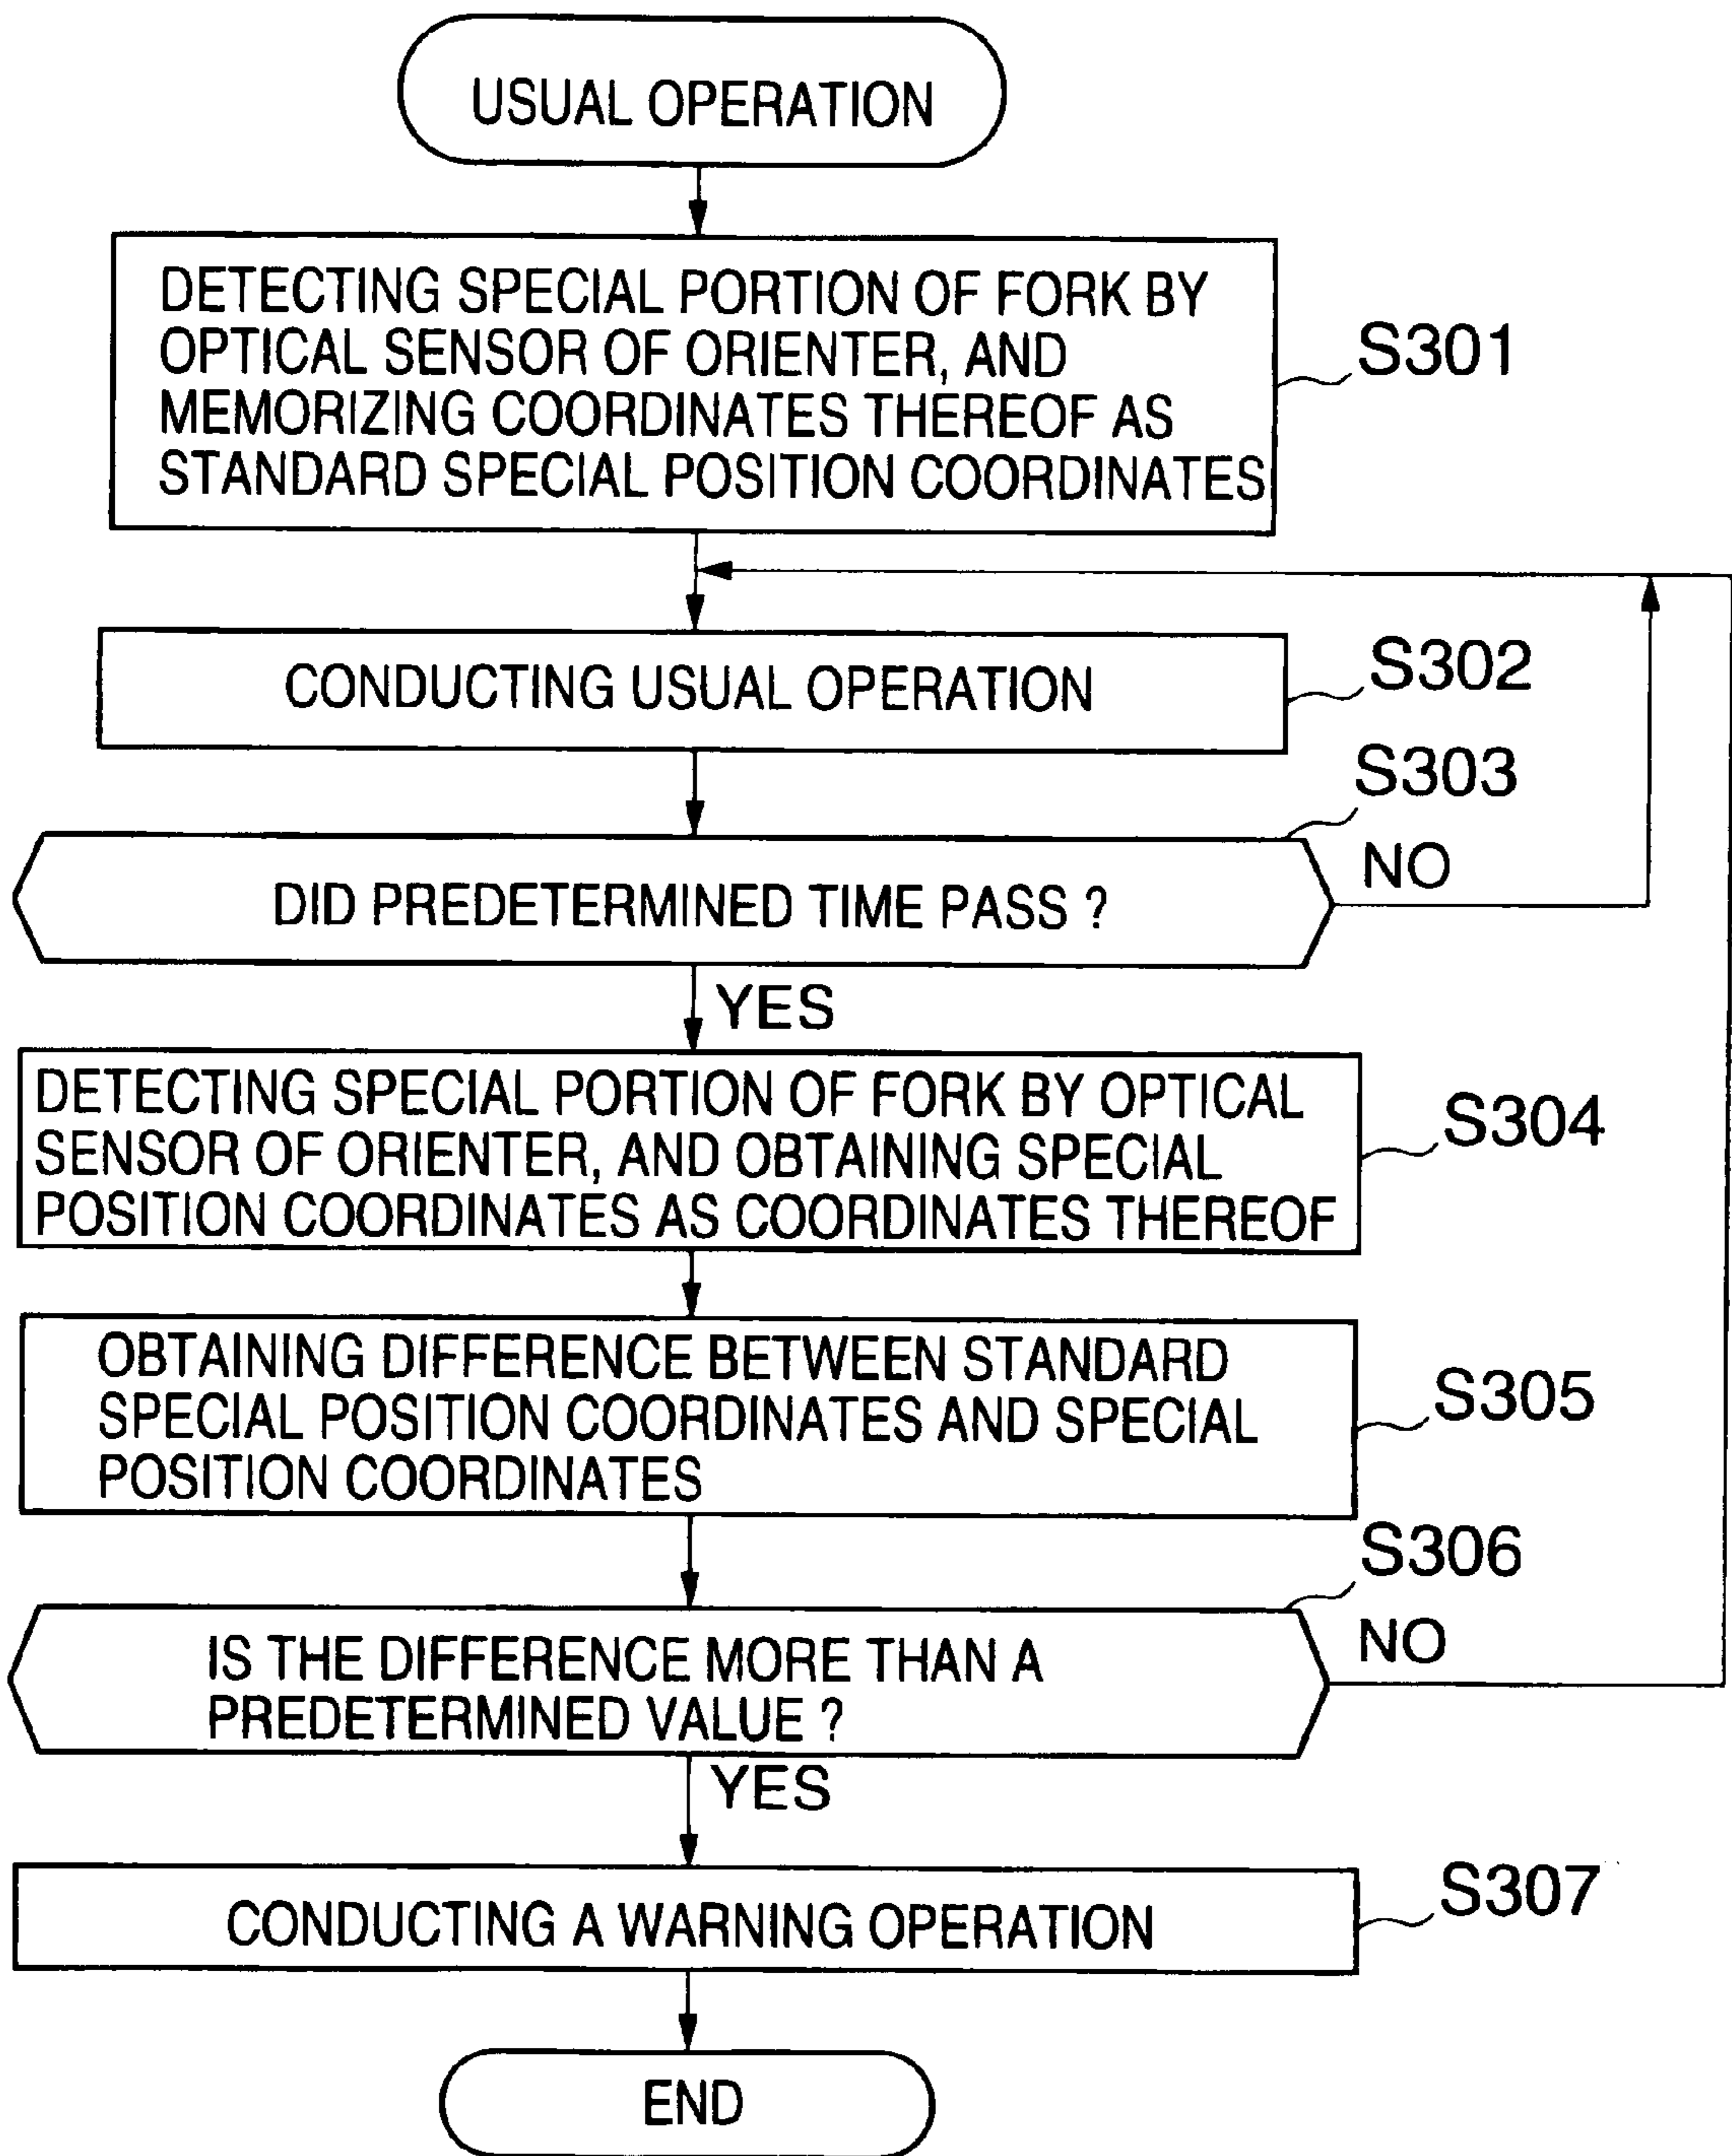 USUAL OPERATION
DETECTING SPECIAL PORTION OF FORK BY
OPTICAL SENSOR OF ORIENTER, AND
MEMORIZING COORDINATES THEREOF AS
STANDARD SPECIAL POSITION COORDINATES
S301
CONDUCTING USUAL OPERATION
S302
S303
DID PREDETERMINED TIME PASS ?
NO
YES
DETECTING SPECIAL PORTION OF FORK BY OPTICAL
SENSOR OF ORIENTER, AND OBTAINING SPECIAL
POSITION COORDINATES AS COORDINATES THEREOF
S304
OBTAINING DIFFERENCE BETWEEN STANDARD
SPECIAL POSITION COORDINATES AND SPECIAL
POSITION COORDINATES
S305
S306
IS THE DIFFERENCE MORE THAN A
PREDETERMINED VALUE ?
NO
YES
CONDUCTING A WARNING OPERATION
S307
END